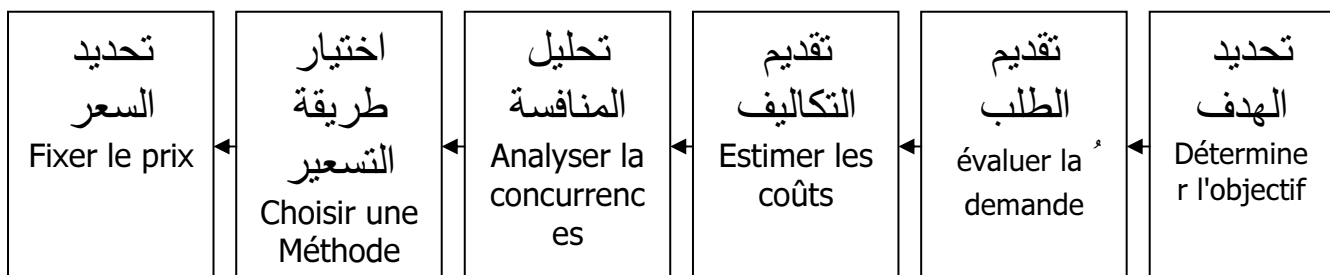 تحديد
الهدف
Détermine
r l'objectif
تقديم
الطلب
évaluer la ُ
demande
تقديم
التكاليف
Estimer les
coûts
تحليل
المنافسة
Analyser la
concurrenc
es
اختيار
طريقة
التسعير
Choisir une
Méthode
تحديد
السعر
Fixer le prix